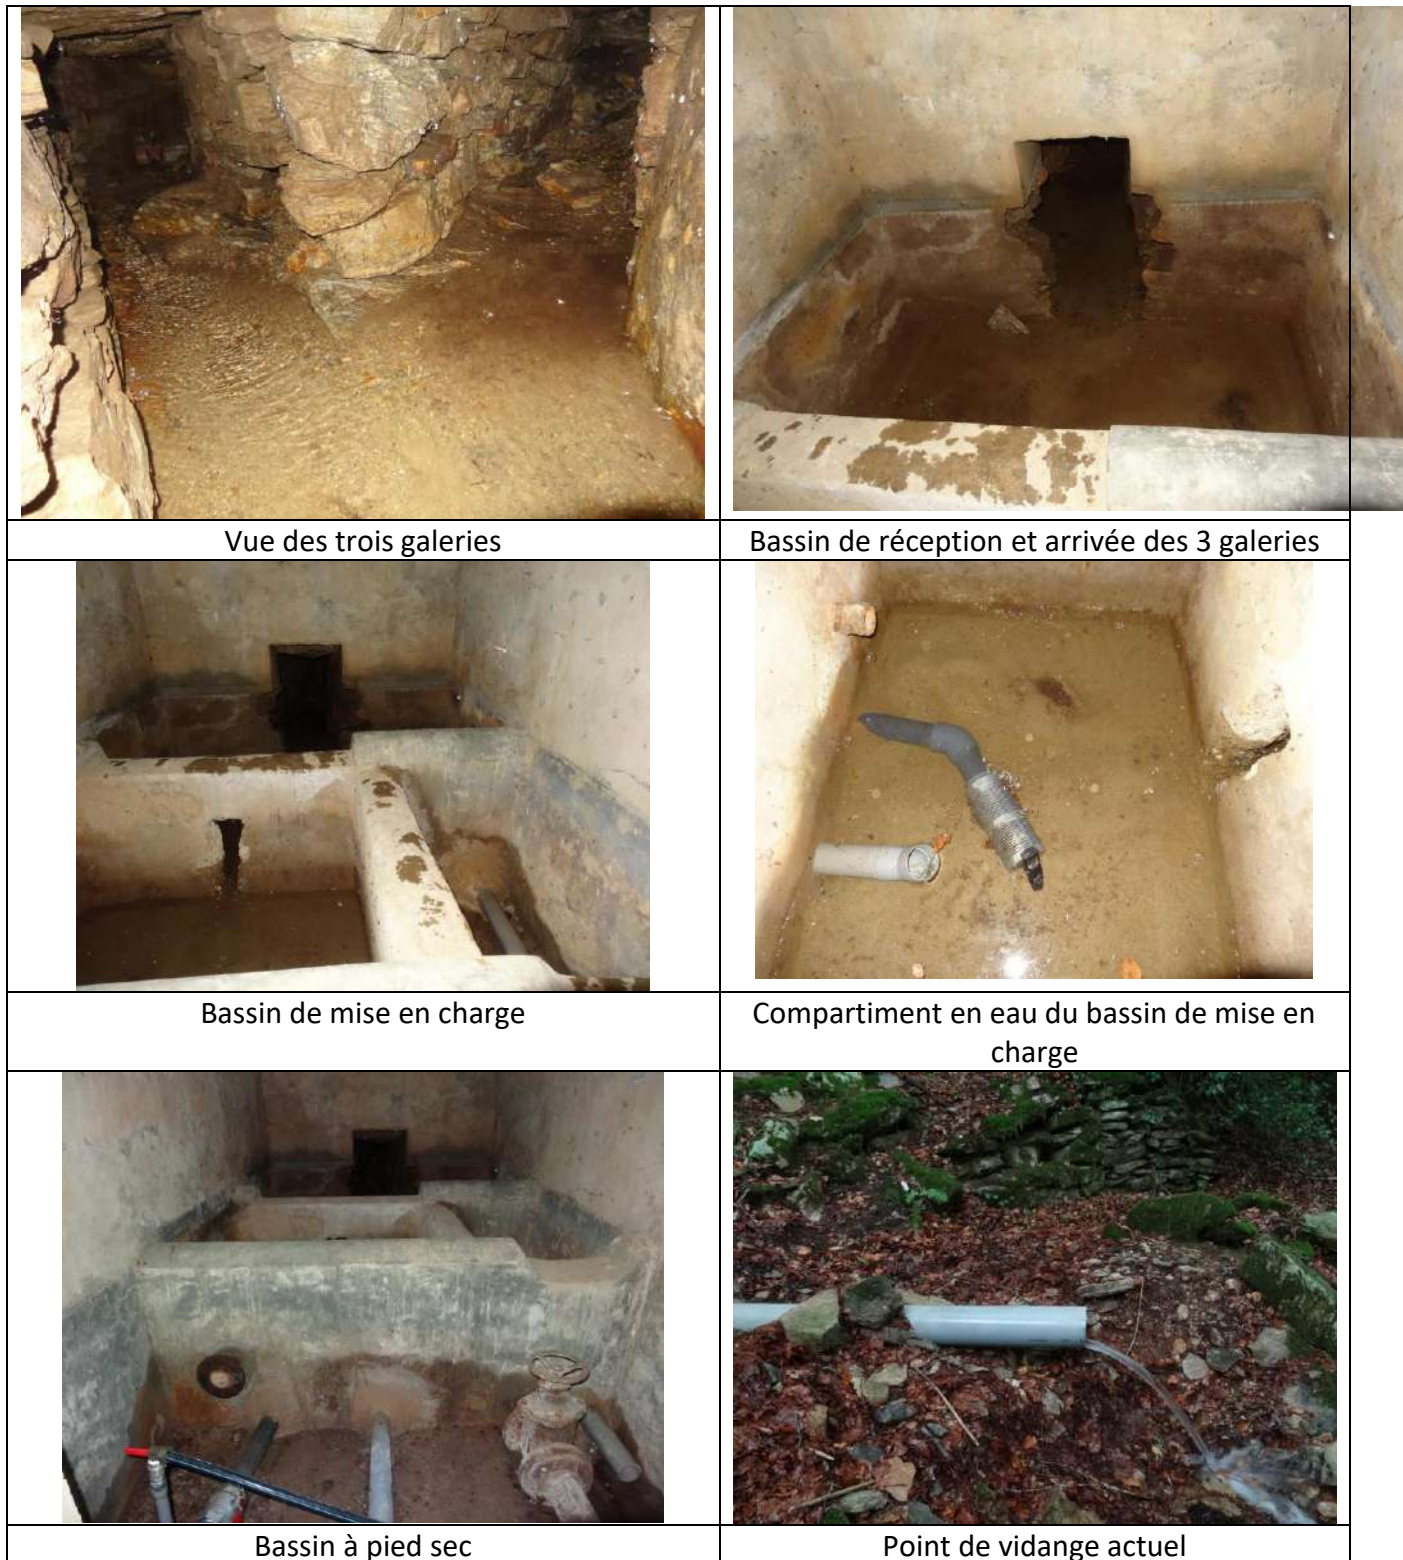 Vue des trois galeries
Bassin de réception et arrivée des 3 galeries
Bassin de mise en charge
Compartiment en eau du bassin de mise en
charge
Bassin à pied sec
Point de vidange actuel